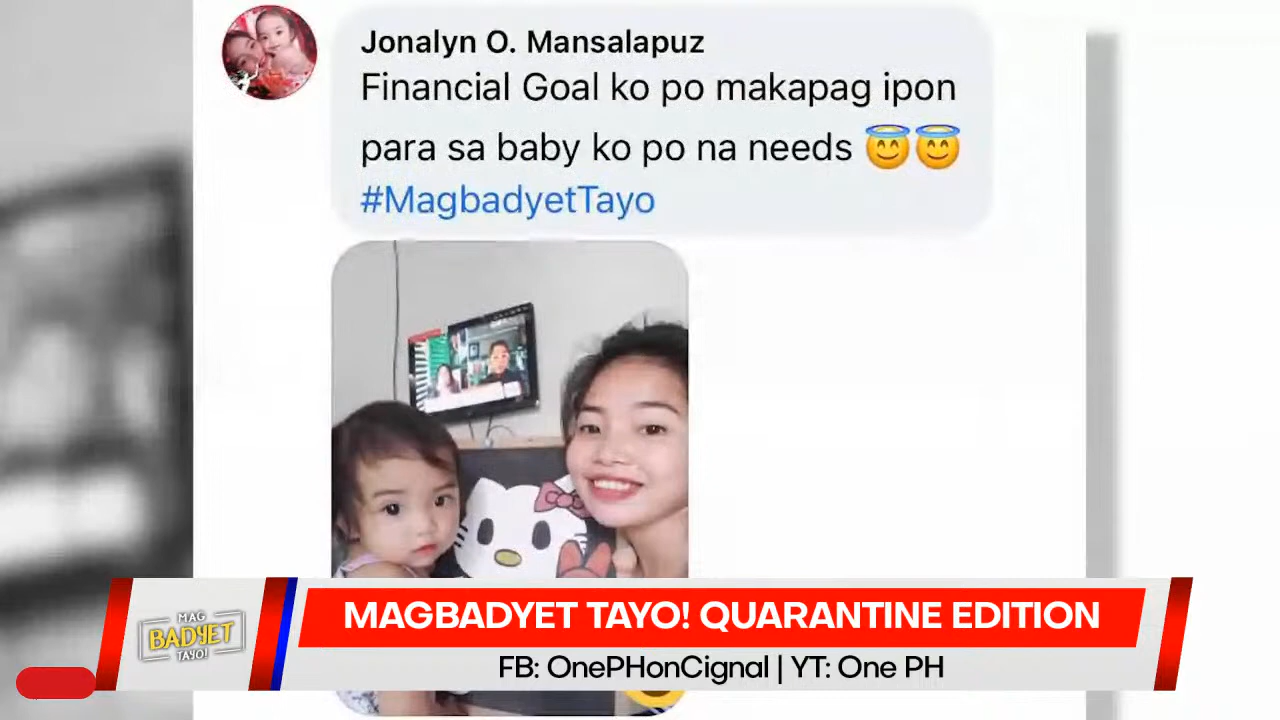 Jonalyn O. Mansalapuz
Financial Goal ko po makapag ipon
para sa baby ko po na needs 😇😇
#MagbadyetTayo
MAG
BADYET
TAYO!
MAGBADYET TAYO! QUARANTINE EDITION
FB: OnePHonCignal | YT: One PH